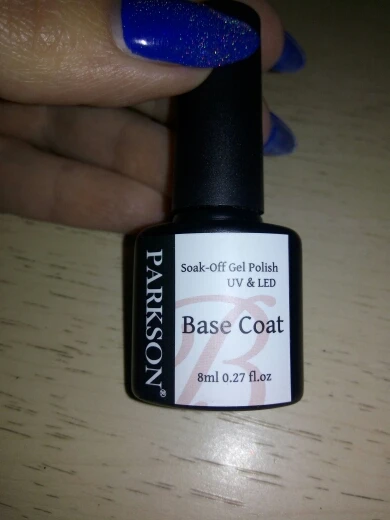 PARKSON®
Soak-Off Gel Polish
UV & LED
B
Base Coat
8ml 0.27 fl.oz